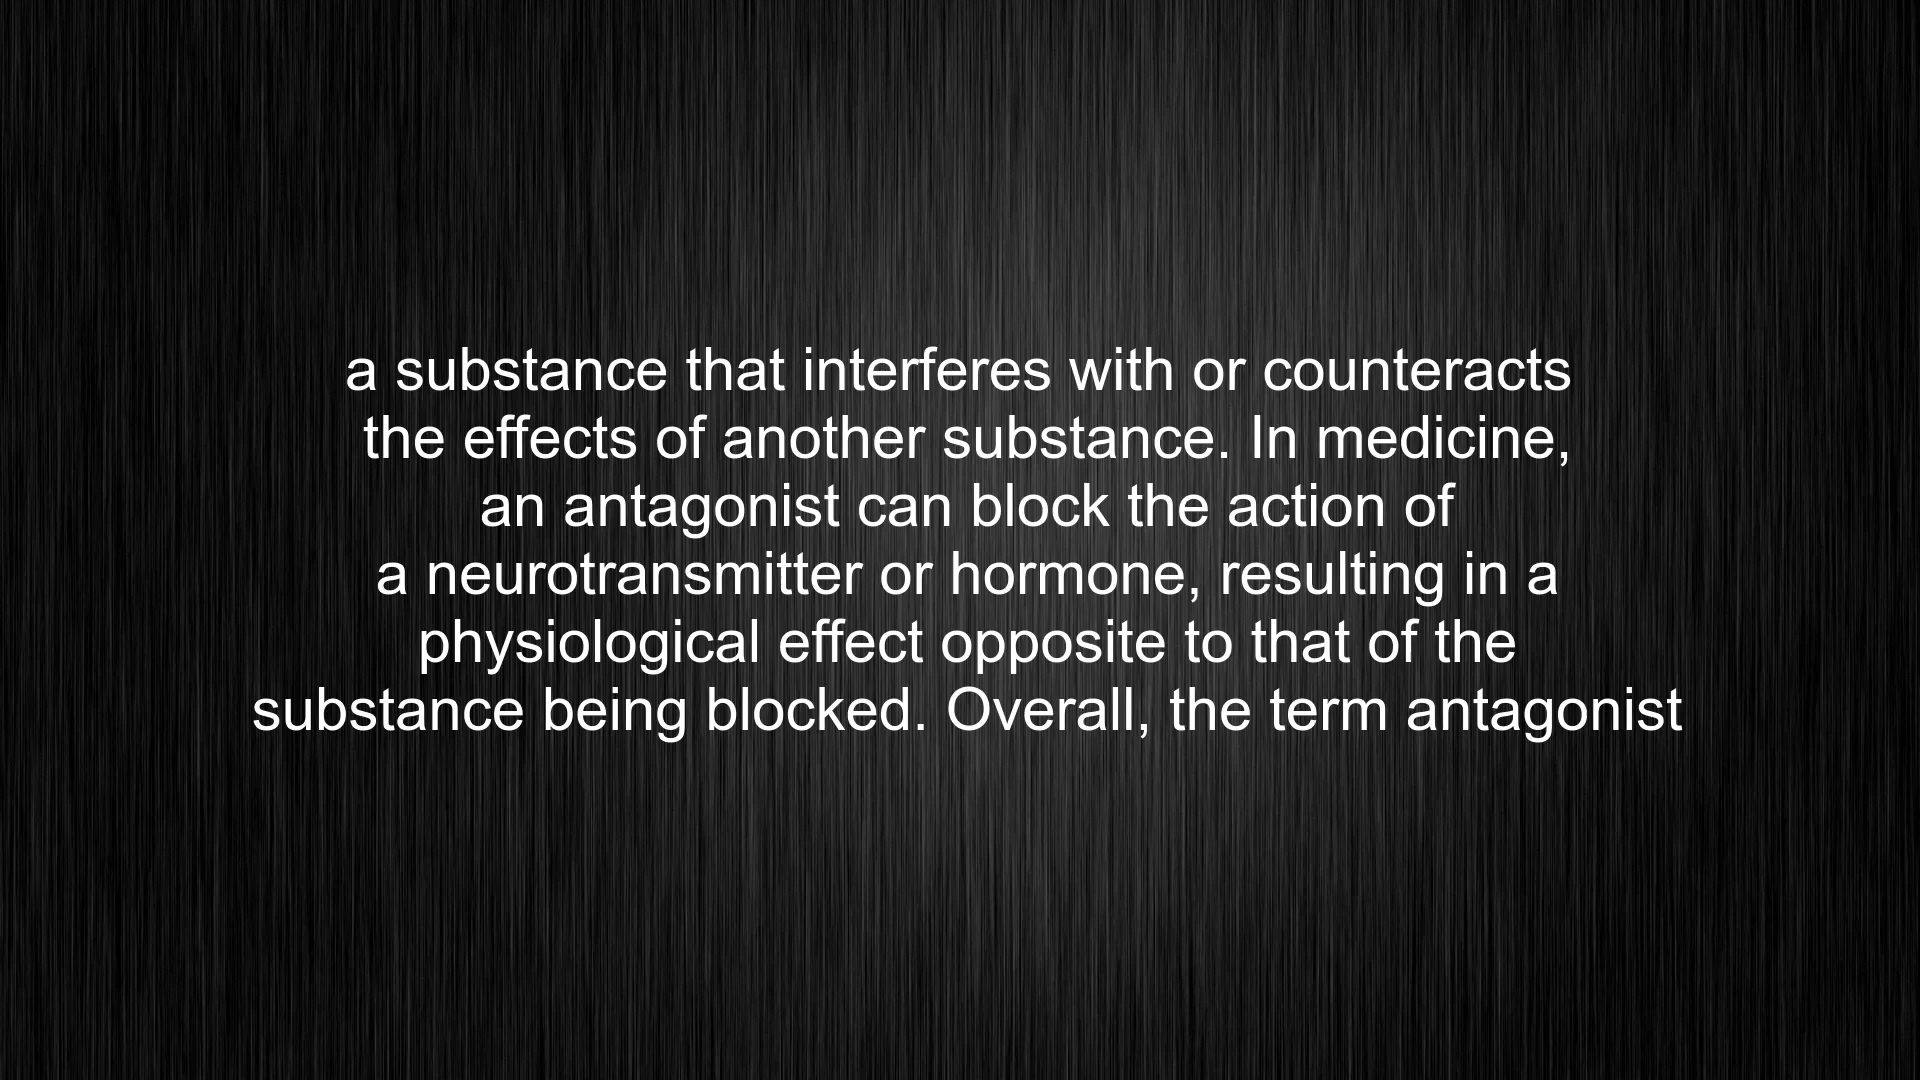 a substance that interferes with or counteracts
the effects of another substance. In medicine,
an antagonist can block the action of
a neurotransmitter or hormone, resulting in a
physiological effect opposite to that of the
substance being blocked. Overall, the term antagonist